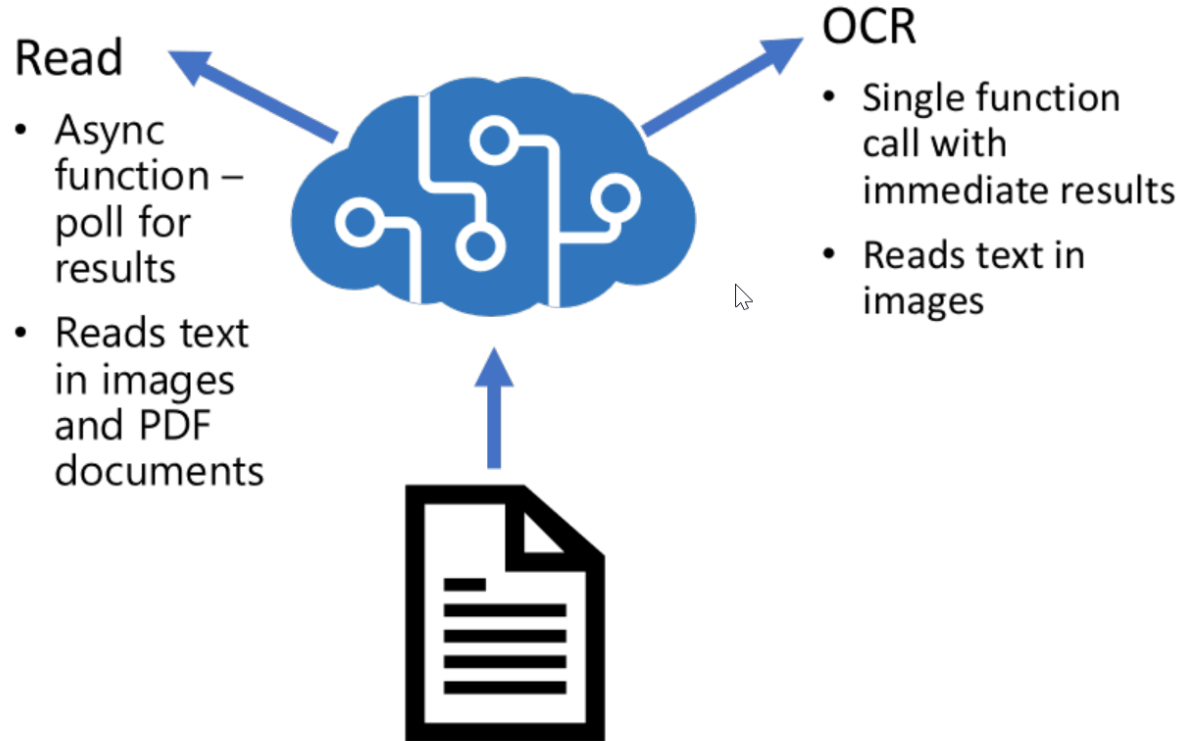 Read
• Async
function –
poll for
results
• Reads text
in images
and PDF
documents
OCR
• Single function
call with
immediate results
• Reads text in
images